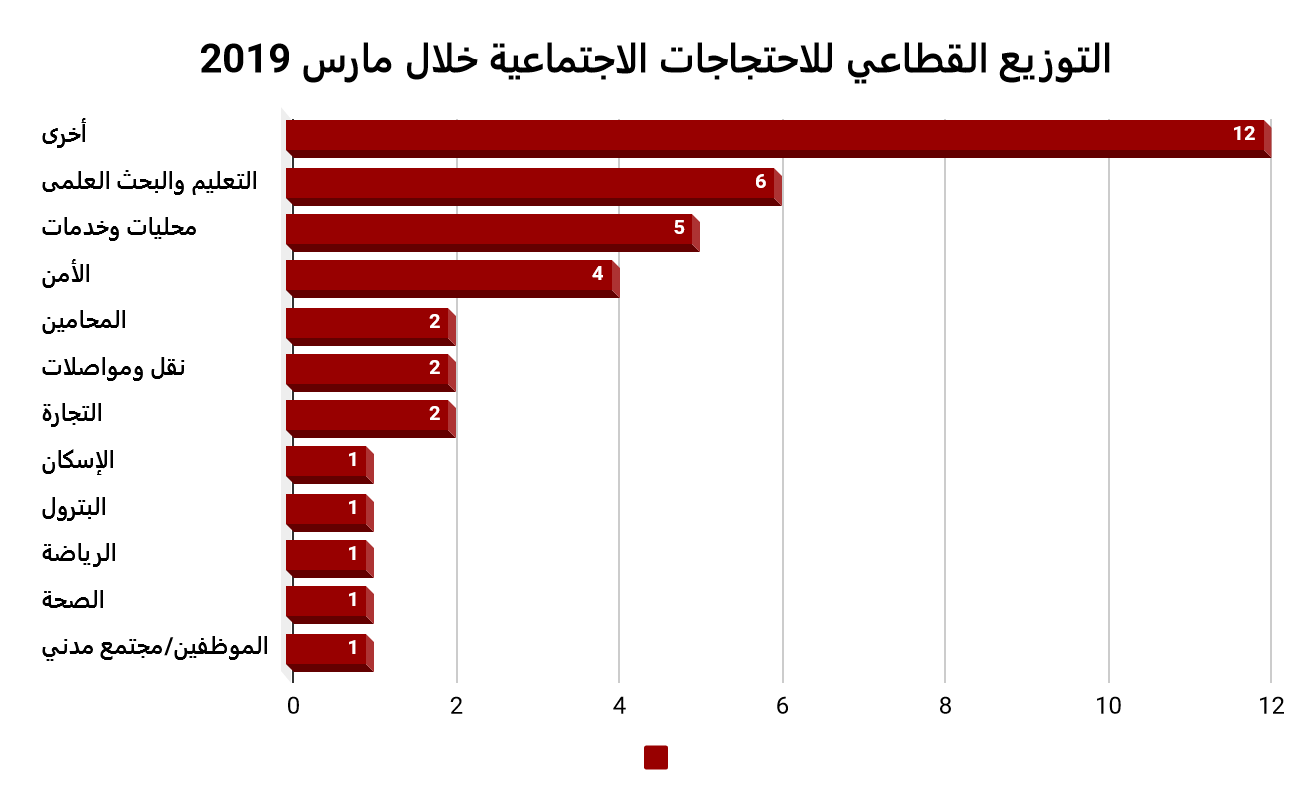 التوزيع القطاعي للاحتجاجات الاجتماعية خلال مارس 2019
أخرى 12
التعليم والبحث العلمى 6
محليات وخدمات 5
الأمن 4
المحامين 2
نقل ومواصلات 2
التجارة 2
الإسكان 1
البترول 1
الرياضة 1
الصحة 1
الموظفين/مجتمع مدني 1
0 2 4 6 8 10 12